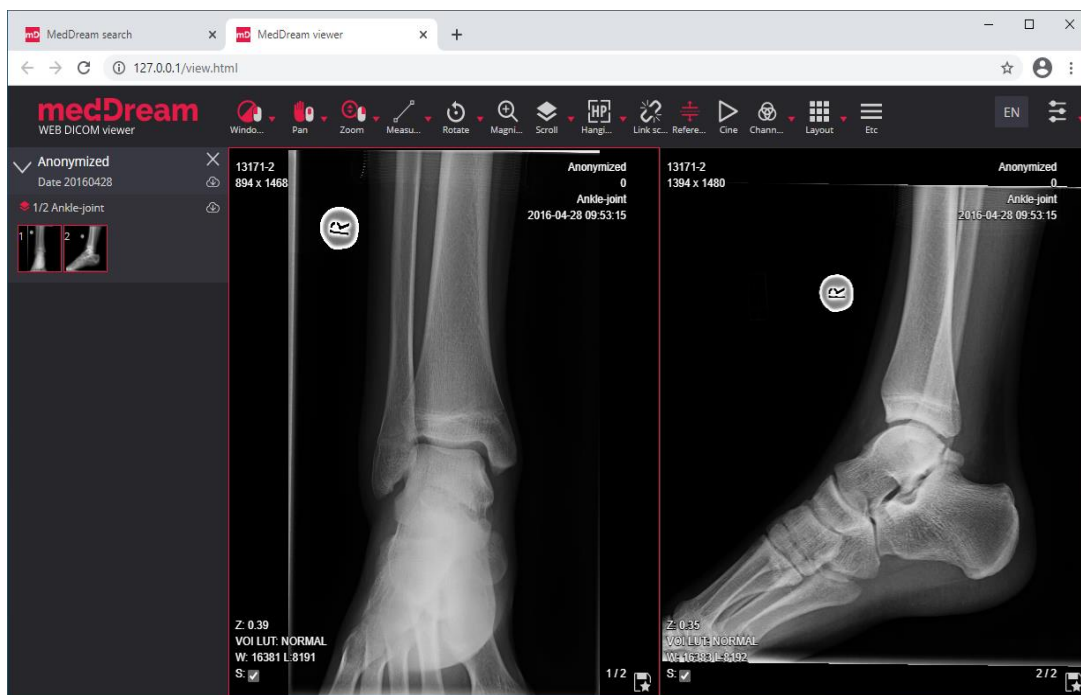 MedDream search
MedDream viewer
127.0.0.1/view.html
medDream
WEB DICOM viewer
Windo...
Pan
Zoom
Measu...
Rotate
Magni...
Scroll
HP
Hangi...
Link sc...
Refere...
Cine
Chann...
Layout
Etc
EN
Anonymized
Date 20160428
1/2 Ankle-joint
1
2
13171-2
894 x 1468
Anonymized
0
Ankle-joint
2016-04-28 09:53:15
R
Z: 0.39
VOI LUT: NORMAL
W: 16381 L:8191
S:
1/2
13171-2
1394 x 1480
Anonymized
0
Ankle-joint
2016-04-28 09:53:15
R
Z: 0.35
VOI LUT: NORMAL
W: 16383 L:8192
S:
2/2